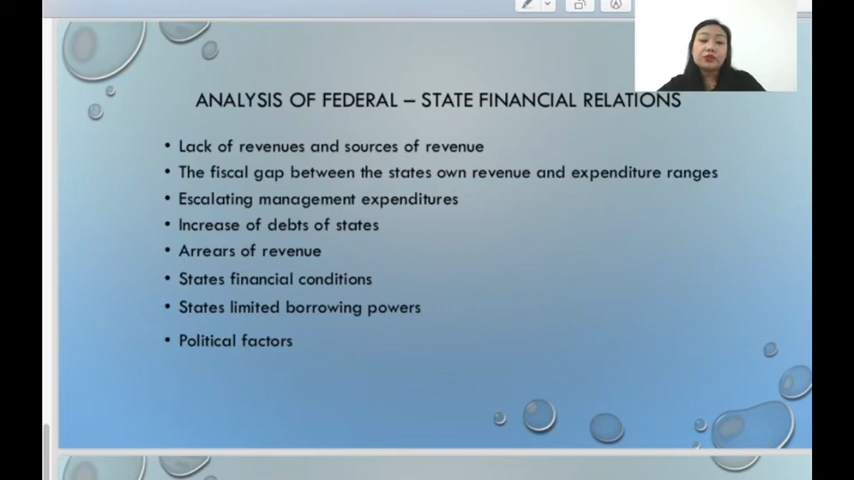 ANALYSIS OF FEDERAL – STATE FINANCIAL RELATIONS
• Lack of revenues and sources of revenue
• The fiscal gap between the states own revenue and expenditure ranges
• Escalating management expenditures
• Increase of debts of states
• Arrears of revenue
• States financial conditions
• States limited borrowing powers
• Political factors